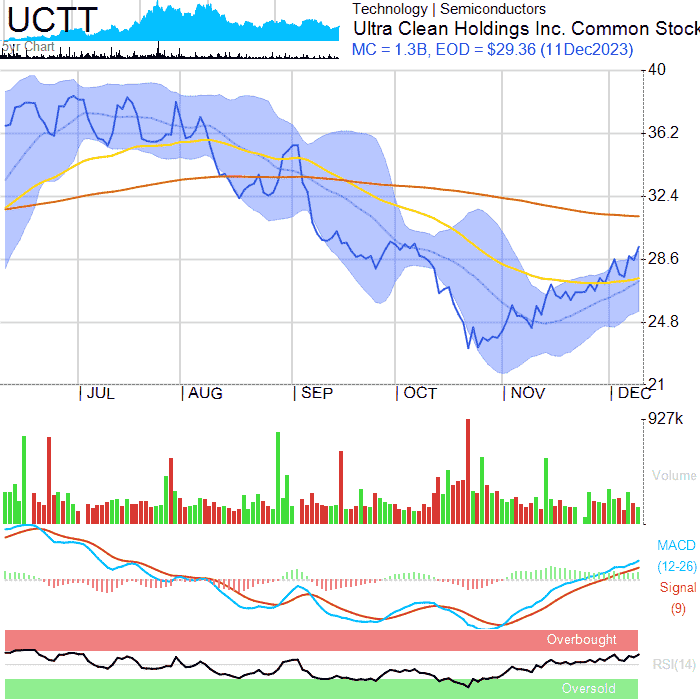 UCTT
5yr Chart
Technology | Semiconductors
Ultra Clean Holdings Inc. Common Stock
MC = 1.3B, EOD = $29.36 (11Dec2023)
40
36.2
32.4
28.6
24.8
21
| JUL | AUG | SEP | OCT | NOV | DEC
927k
Volume
MACD
(12-26)
Signal
(9)
Overbought
RSI(14)
Oversold